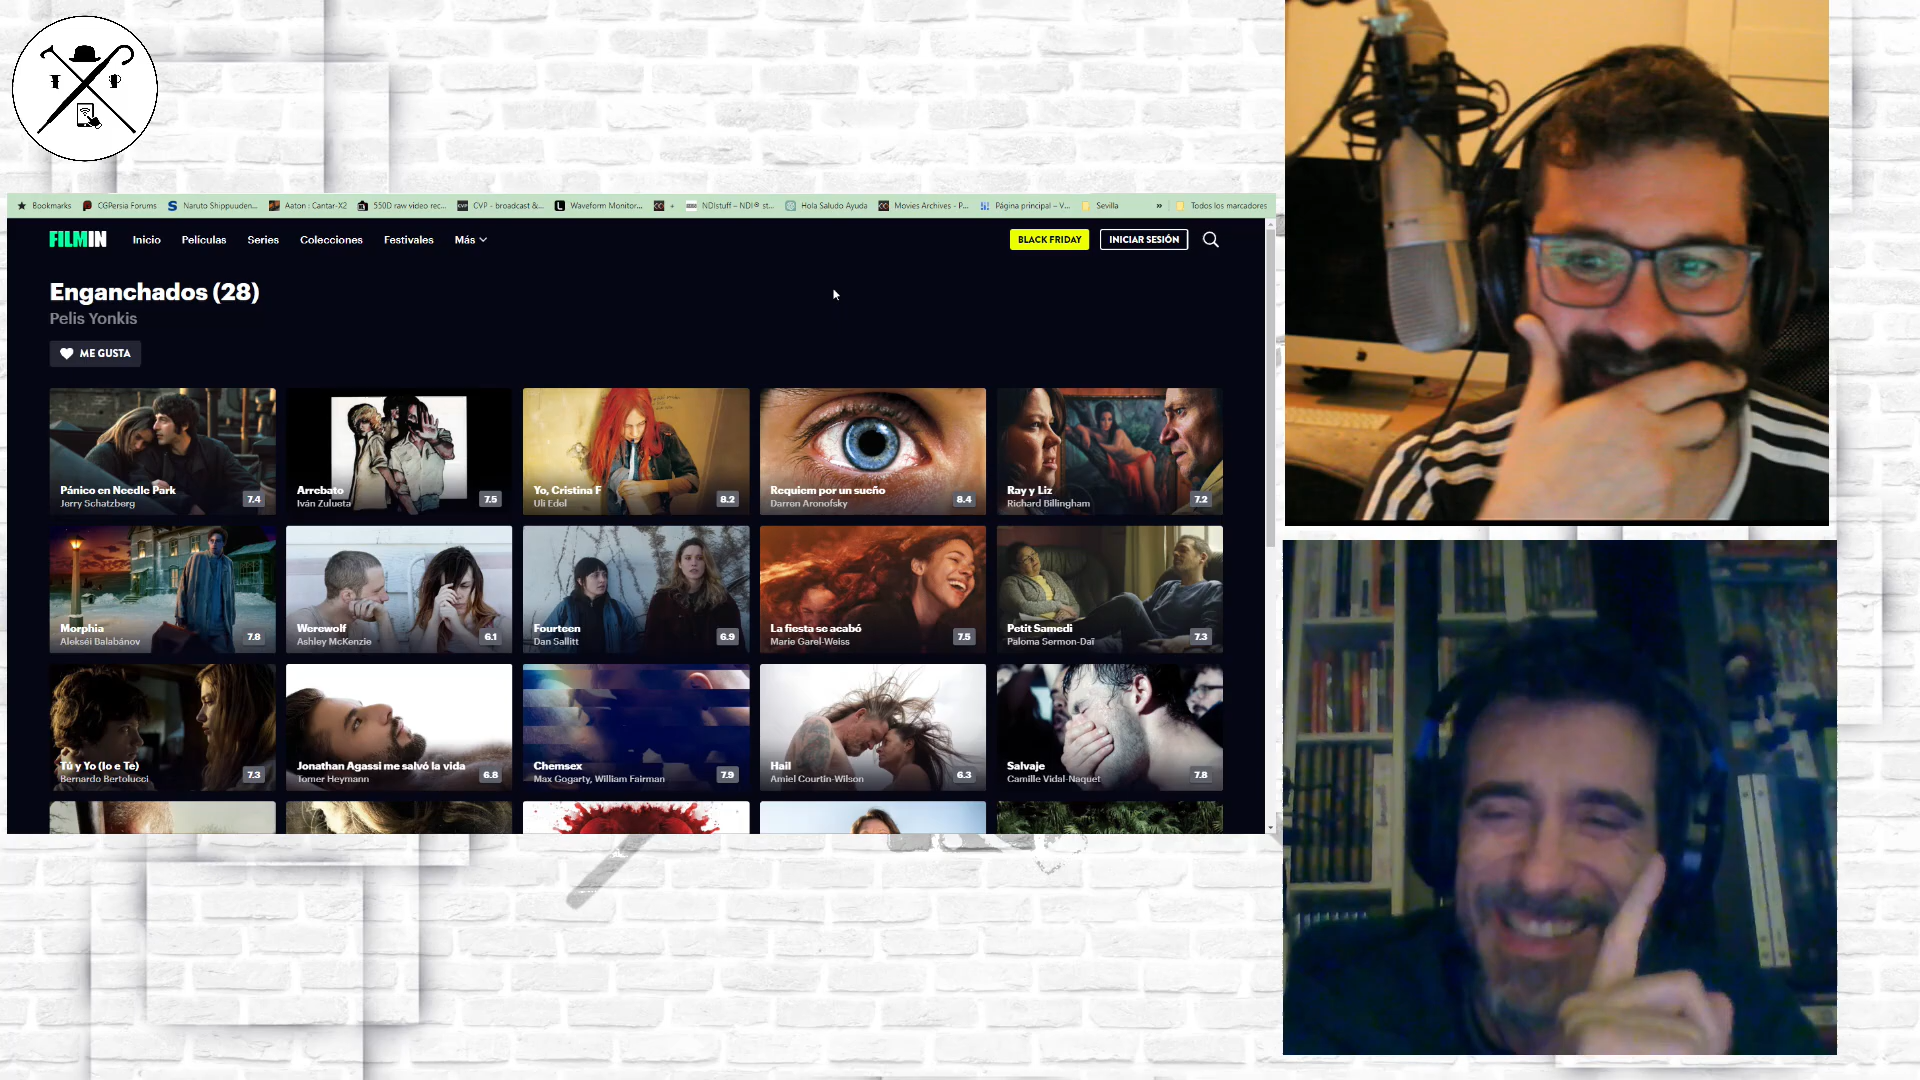 T P
Bookmarks CGPersia Forums Naruto Shippuuden... Aaton : Cantar-X2 550D raw video rec... CVP - broadcast &... Waveform Monitor... + NDIstuff – NDI® st... Hola Saludo Ayuda Movies Archives - P... Página principal – V... Sevilla » Todos los marcadores
FILMIN Inicio Películas Series Colecciones Festivales Más BLACK FRIDAY INICIAR SESIÓN
Enganchados (28)
Pelis Yonkis
ME GUSTA
Pánico en Needle Park
Jerry Schatzberg
7.4
Arrebato
Iván Zulueta
7.5
Yo, Cristina F
Uli Edel
8.2
Requiem por un sueño
Darren Aronofsky
8.4
Ray y Liz
Richard Billingham
7.2
Morphia
Alekséi Balabánov
7.8
Werewolf
Ashley McKenzie
6.1
Fourteen
Dan Sallitt
6.9
La fiesta se acabó
Marie Garel-Weiss
7.5
Petit Samedi
Paloma Sermon-Daï
7.3
Tú y Yo (Io e Te)
Bernardo Bertolucci
7.3
Jonathan Agassi me salvó la vida
Tomer Heymann
6.8
Chemsex
Max Gogarty, William Fairman
7.9
Hail
Amiel Courtin-Wilson
6.3
Salvaje
Camille Vidal-Naquet
7.8